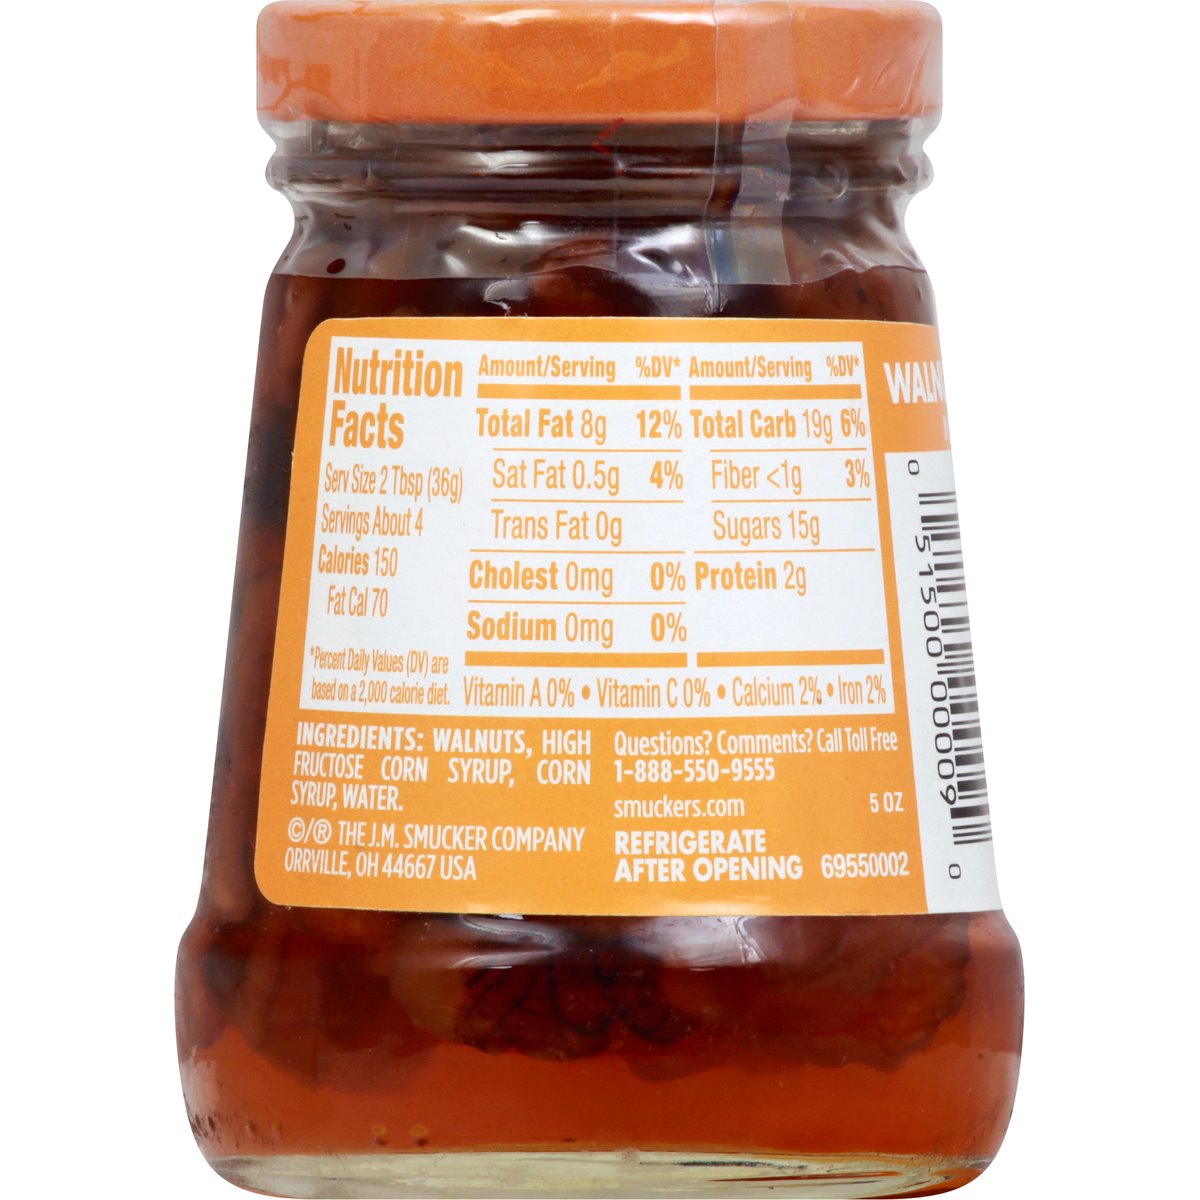 Nutrition
Facts
Serv Size 2 Tbsp (36g)
Servings About 4
Calories 150
Fat Cal 70
*Percent Daily Values (DV) are
based on a 2,000 calorie diet.
Amount/Serving %DV* Amount/Serving %DV*
Total Fat 8g 12% Total Carb 19g 6%
Sat Fat 0.5g 4% Fiber <1g 3%
Trans Fat 0g Sugars 15g
Cholest 0mg 0% Protein 2g
Sodium 0mg 0%
Vitamin A 0% • Vitamin C 0% • Calcium 2% • Iron 2%
INGREDIENTS: WALNUTS, HIGH
FRUCTOSE CORN SYRUP, CORN
SYRUP, WATER.
©/® THE J.M. SMUCKER COMPANY
ORRVILLE, OH 44667 USA
Questions? Comments? Call Toll Free
1-888-550-9555
smuckers.com 5 OZ
REFRIGERATE
AFTER OPENING 69550002
WALN
0 51500 00009 0